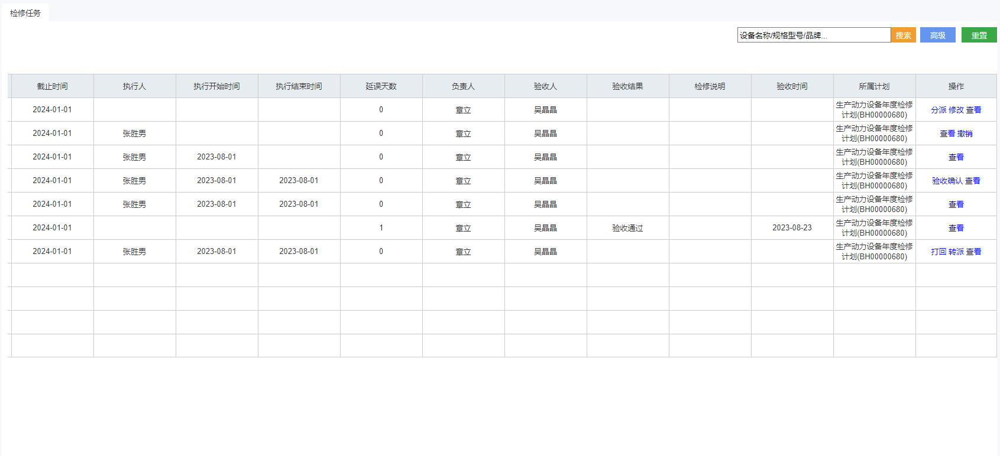 检修任务
设备名称/规格型号/品牌... 搜索 高级 重置
截止时间 执行人 执行开始时间 执行结束时间 延误天数 负责人 验收人 验收结果 检修说明 验收时间 所属计划 操作
2024-01-01 0 章立 吴晶晶 生产动力设备年度检修计划(BH00000680) 分派 修改 查看
2024-01-01 张胜男 0 章立 吴晶晶 生产动力设备年度检修计划(BH00000680) 查看 撤销
2024-01-01 张胜男 2023-08-01 0 章立 吴晶晶 生产动力设备年度检修计划(BH00000680) 查看
2024-01-01 张胜男 2023-08-01 2023-08-01 0 章立 吴晶晶 生产动力设备年度检修计划(BH00000680) 验收确认 查看
2024-01-01 张胜男 2023-08-01 2023-08-01 0 章立 吴晶晶 生产动力设备年度检修计划(BH00000680) 查看
2024-01-01 1 章立 吴晶晶 验收通过 2023-08-23 生产动力设备年度检修计划(BH00000680) 查看
2024-01-01 张胜男 2023-08-01 2023-08-01 0 章立 吴晶晶 生产动力设备年度检修计划(BH00000680) 打回 转派 查看